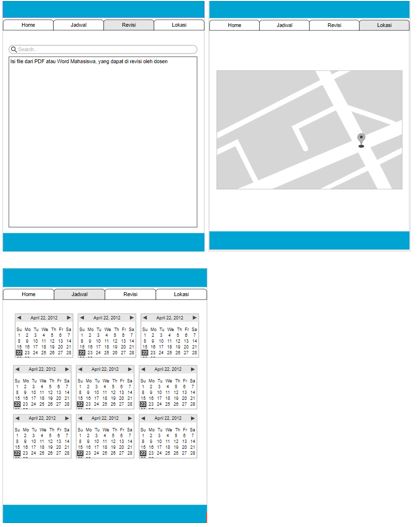 Home Jadwal Revisi Lokasi
Search
Isi file dari PDF atau Word Mahasiswa, yang dapat di revisi oleh dosen
Home Jadwal Revisi Lokasi
Home Jadwal Revisi Lokasi
April 22, 2012
Su Mo Tu We Th Fr Sa
1 2 3 4 5 6 7
8 9 10 11 12 13 14
15 16 17 18 19 20 21
22 23 24 25 26 27 28
April 22, 2012
Su Mo Tu We Th Fr Sa
1 2 3 4 5 6 7
8 9 10 11 12 13 14
15 16 17 18 19 20 21
22 23 24 25 26 27 28
April 22, 2012
Su Mo Tu We Th Fr Sa
1 2 3 4 5 6 7
8 9 10 11 12 13 14
15 16 17 18 19 20 21
22 23 24 25 26 27 28
April 22, 2012
Su Mo Tu We Th Fr Sa
1 2 3 4 5 6 7
8 9 10 11 12 13 14
15 16 17 18 19 20 21
22 23 24 25 26 27 28
April 22, 2012
Su Mo Tu We Th Fr Sa
1 2 3 4 5 6 7
8 9 10 11 12 13 14
15 16 17 18 19 20 21
22 23 24 25 26 27 28
April 22, 2012
Su Mo Tu We Th Fr Sa
1 2 3 4 5 6 7
8 9 10 11 12 13 14
15 16 17 18 19 20 21
22 23 24 25 26 27 28
April 22, 2012
Su Mo Tu We Th Fr Sa
1 2 3 4 5 6 7
8 9 10 11 12 13 14
15 16 17 18 19 20 21
22 23 24 25 26 27 28
April 22, 2012
Su Mo Tu We Th Fr Sa
1 2 3 4 5 6 7
8 9 10 11 12 13 14
15 16 17 18 19 20 21
22 23 24 25 26 27 28
April 22, 2012
Su Mo Tu We Th Fr Sa
1 2 3 4 5 6 7
8 9 10 11 12 13 14
15 16 17 18 19 20 21
22 23 24 25 26 27 28